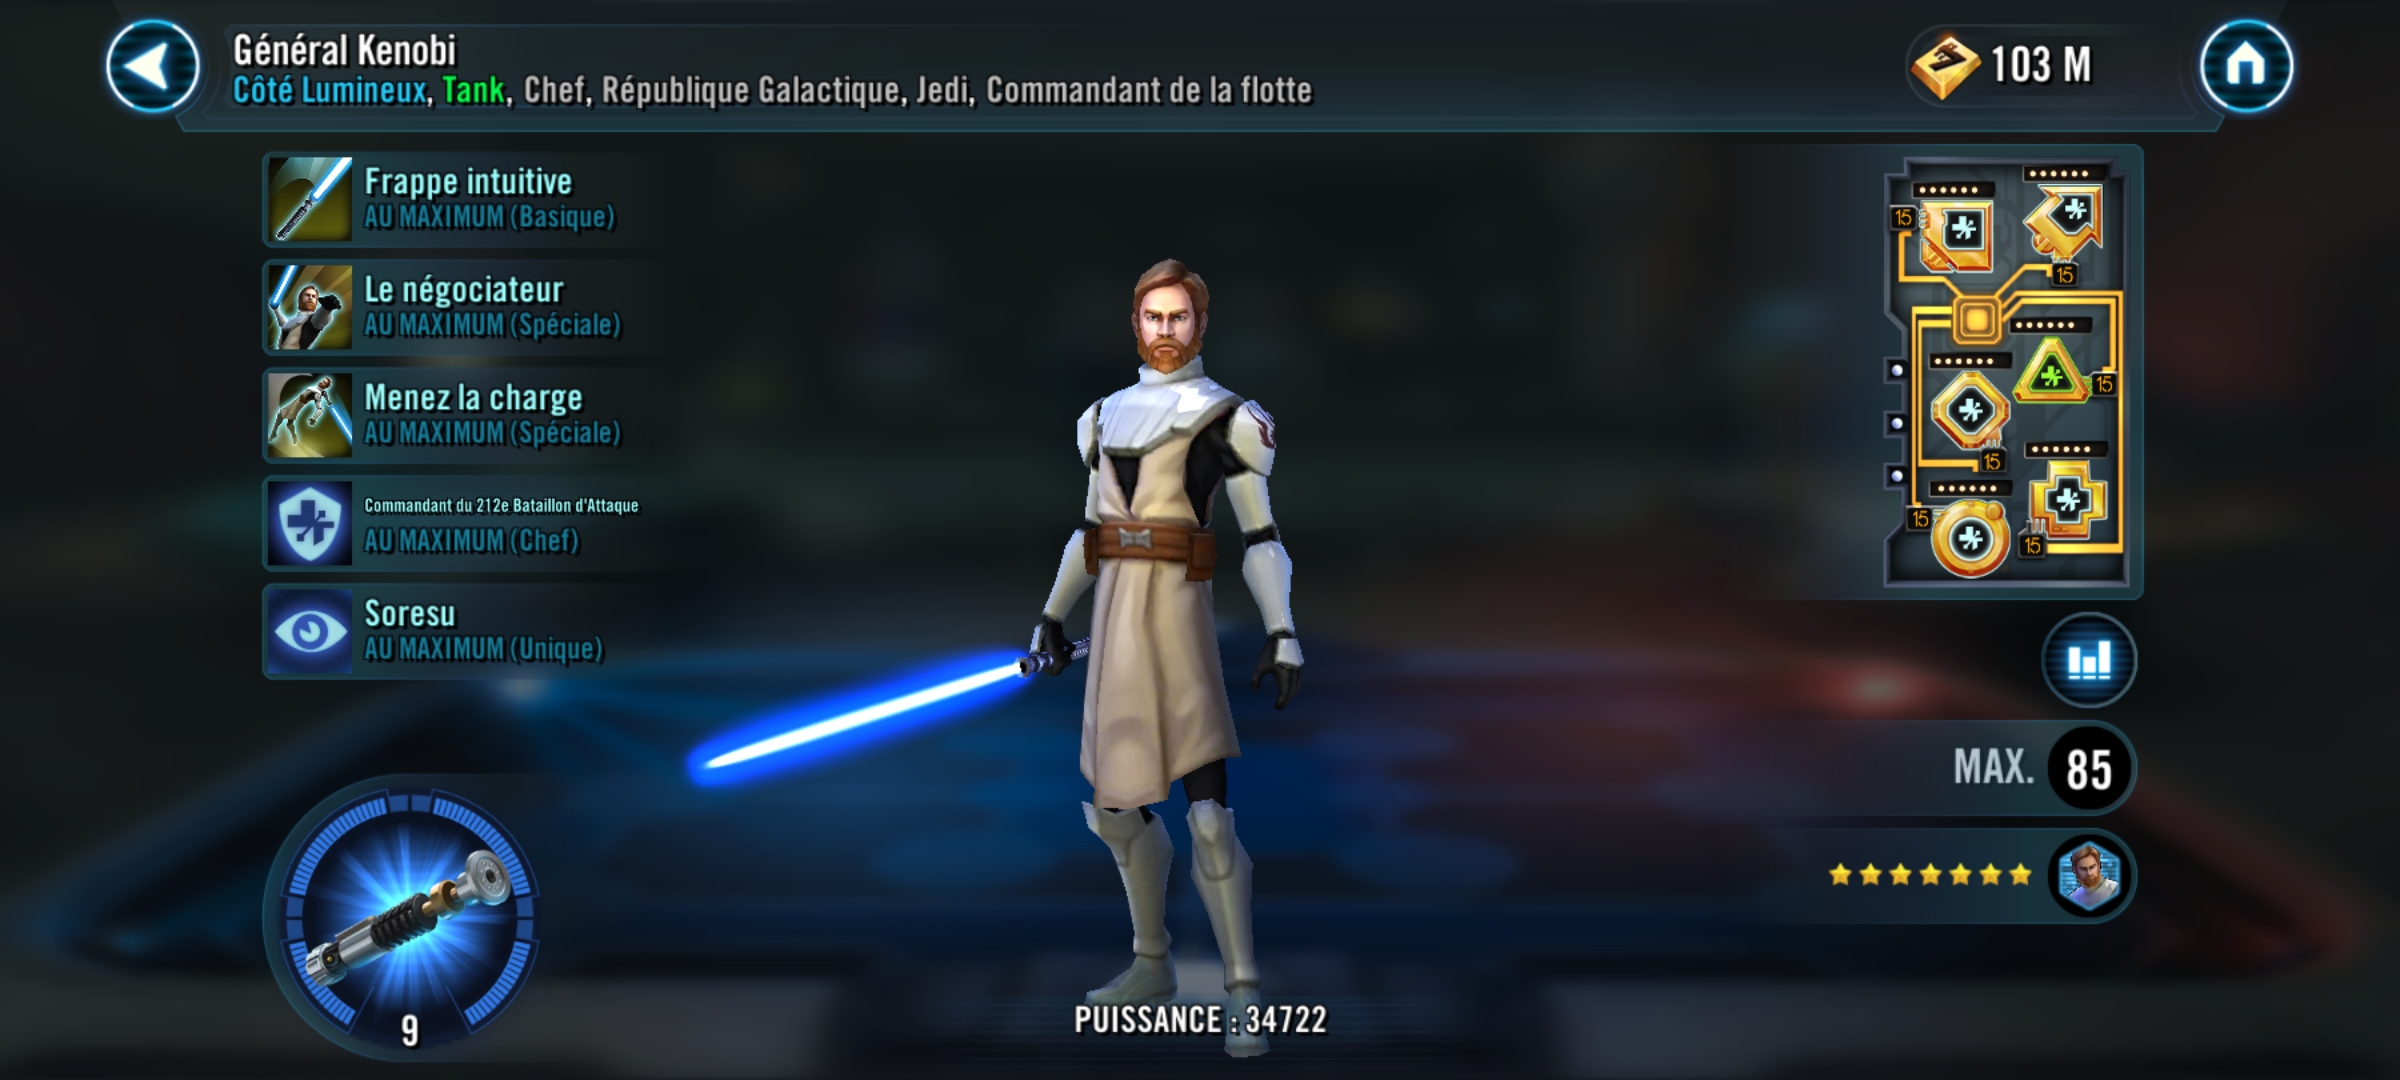 Général Kenobi
Côté Lumineux, Tank, Chef, République Galactique, Jedi, Commandant de la flotte
103 M
Frappe intuitive
AU MAXIMUM (Basique)
Le négociateur
AU MAXIMUM (Spéciale)
Menez la charge
AU MAXIMUM (Spéciale)
Commandant du 212e Bataillon d'Attaque
AU MAXIMUM (Chef)
Soresu
AU MAXIMUM (Unique)
15
15
15
15
15
15
MAX. 85
9
PUISSANCE : 34722